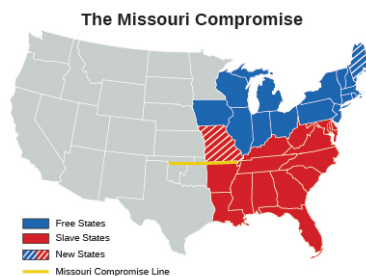 The Missouri Compromise
Free States
Slave States
New States
Missouri Compromise Line